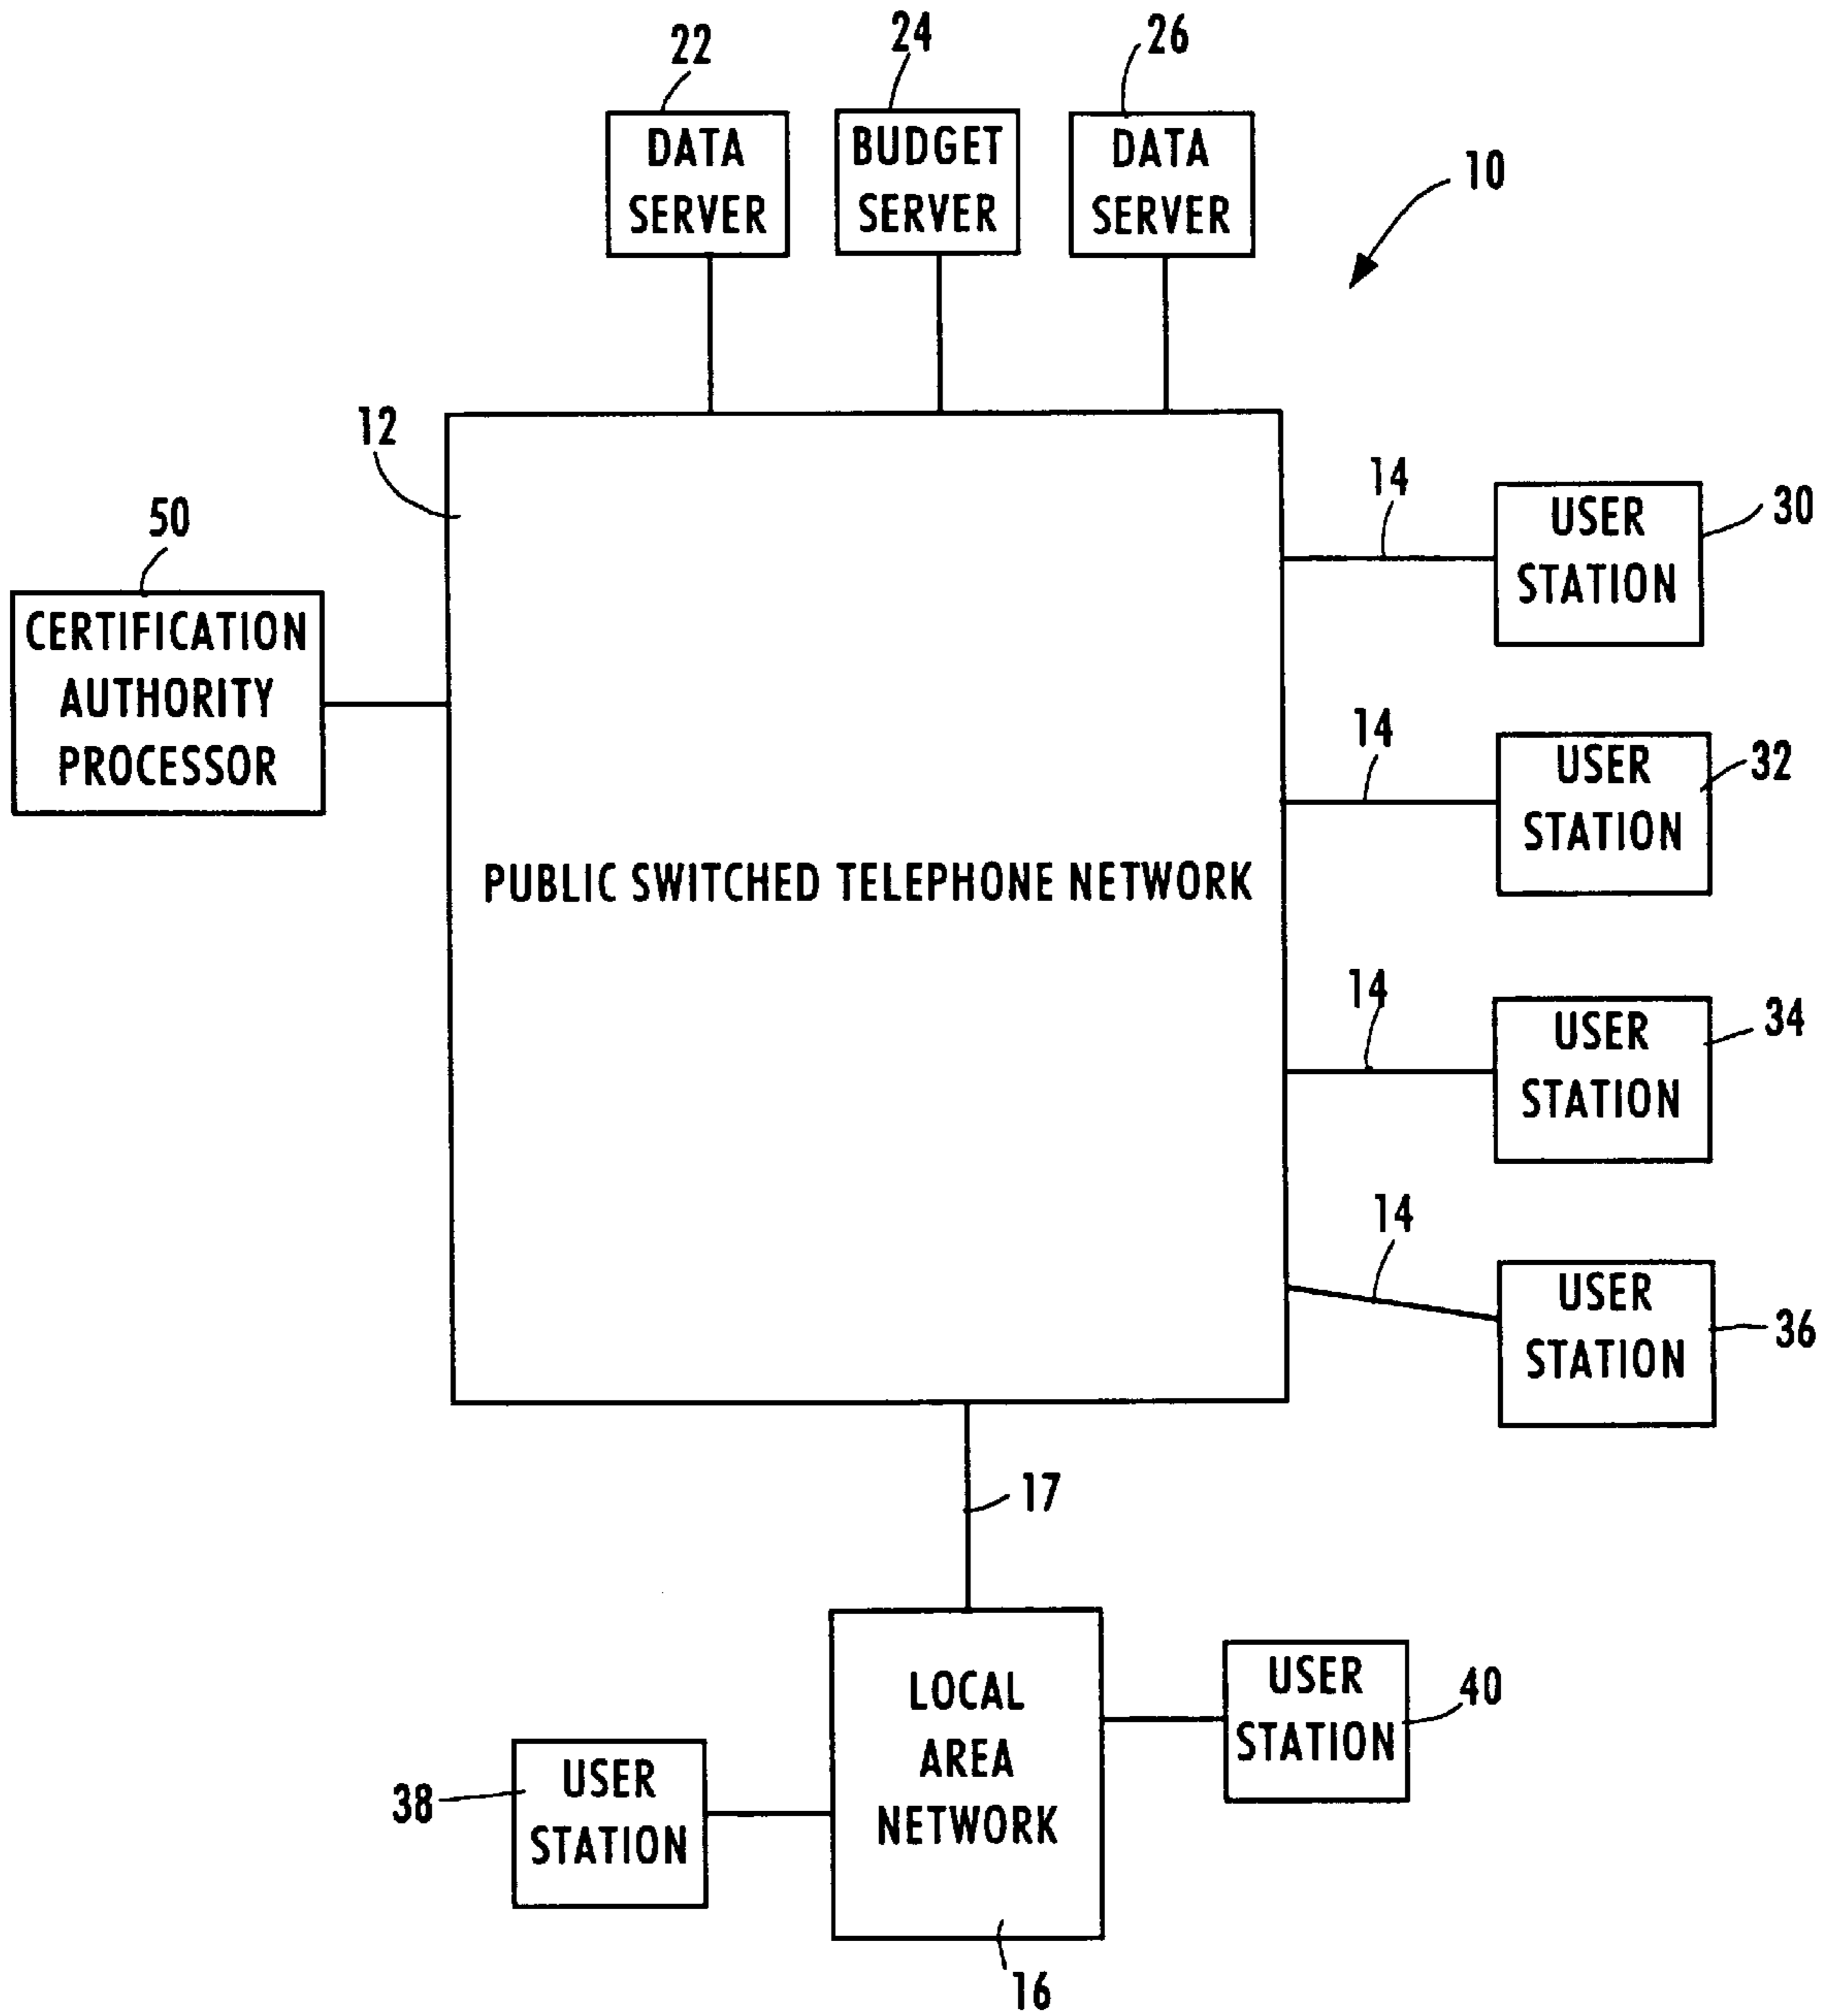 22
24
26
DATA
SERVER
BUDGET
SERVER
DATA
SERVER
10
12
50
CERTIFICATION
AUTHORITY
PROCESSOR
PUBLIC SWITCHED TELEPHONE NETWORK
14
USER
STATION
30
14
USER
STATION
32
14
USER
STATION
34
14
USER
STATION
36
17
LOCAL
AREA
NETWORK
16
USER
STATION
40
38
USER
STATION